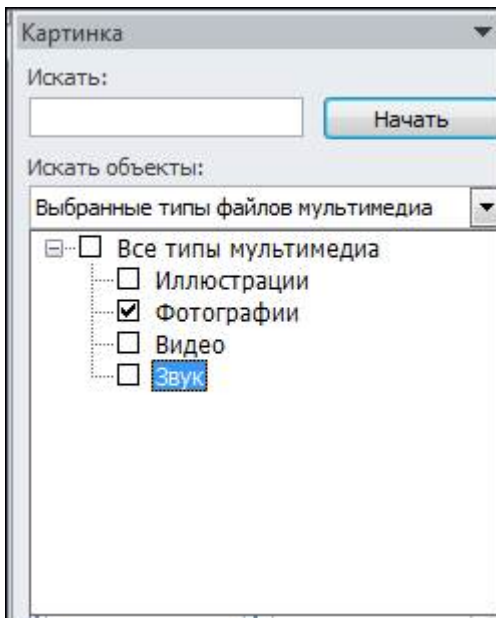 Картинка
Искать:
Начать
Искать объекты:
Выбранные типы файлов мультимедиа
Все типы мультимедиа
Иллюстрации
Фотографии
Видео
Звук